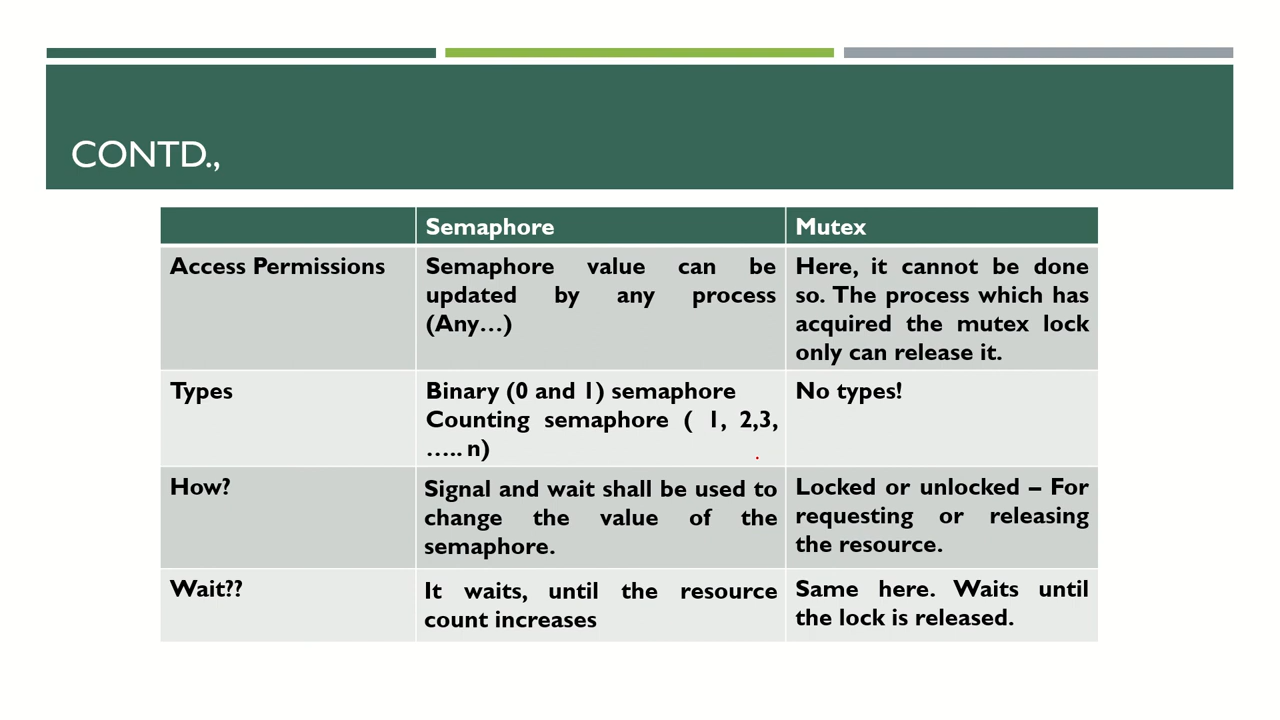 CONTD.,
Semaphore
Mutex
Access Permissions
Semaphore value can be
updated by any process
(Any…)
Here, it cannot be done
so. The process which has
acquired the mutex lock
only can release it.
Types
Binary (0 and 1) semaphore
Counting semaphore ( 1, 2,3,
….. n)
No types!
How?
Signal and wait shall be used to
change the value of the
semaphore.
Locked or unlocked – For
requesting or releasing
the resource.
Wait??
It waits, until the resource
count increases
Same here. Waits until
the lock is released.